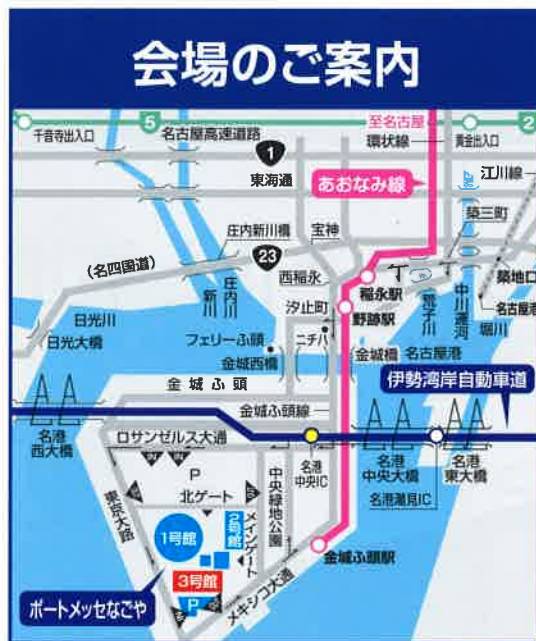 会場のご案内
千音寺出入口
5
名古屋高速道路
至名古屋
環状線
黄金出入口
2
1
東海通
あおなみ線
江川線
築三町
庄内新川橋
宝神
(名四国道)
23
西稲永
稲永駅
築地口
名古屋港
新川
庄内川
汐止町
野跡駅
荒子川
中川運河
堀川
日光川
日光大橋
フェリーふ頭
ニチハ
金城西橋
金城橋
名古屋港
金城ふ頭
伊勢湾岸自動車道
金城ふ頭線
名港
西大橋
ロサンゼルス大通
名港
中央IC
名港
中央大橋
名港
東大橋
名港潮見IC
P
北ゲート
中央緑地公園
東京大路
1号館
2号館
メインゲート
3号館
P
金城ふ頭駅
メキシコ大通
ポートメッセなごや